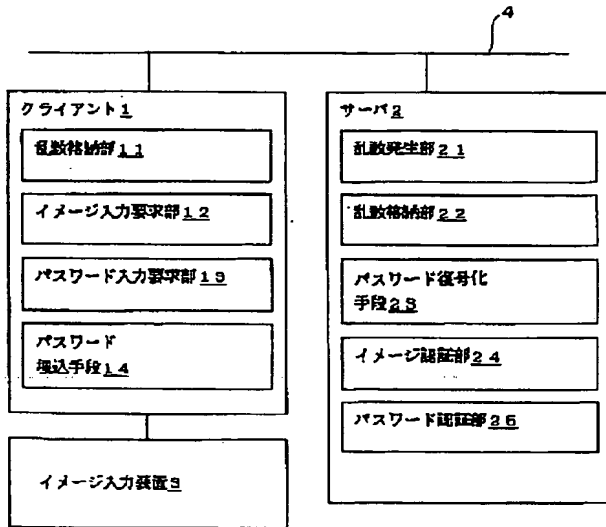 4
クライアント1
乱数格納部11
イメージ入力要求部12
パスワード入力要求部13
パスワード
埋込手段14
イメージ入力装置3
サーバ2
乱数発生部21
乱数格納部22
パスワード復号化
手段23
イメージ認証部24
パスワード認証部25